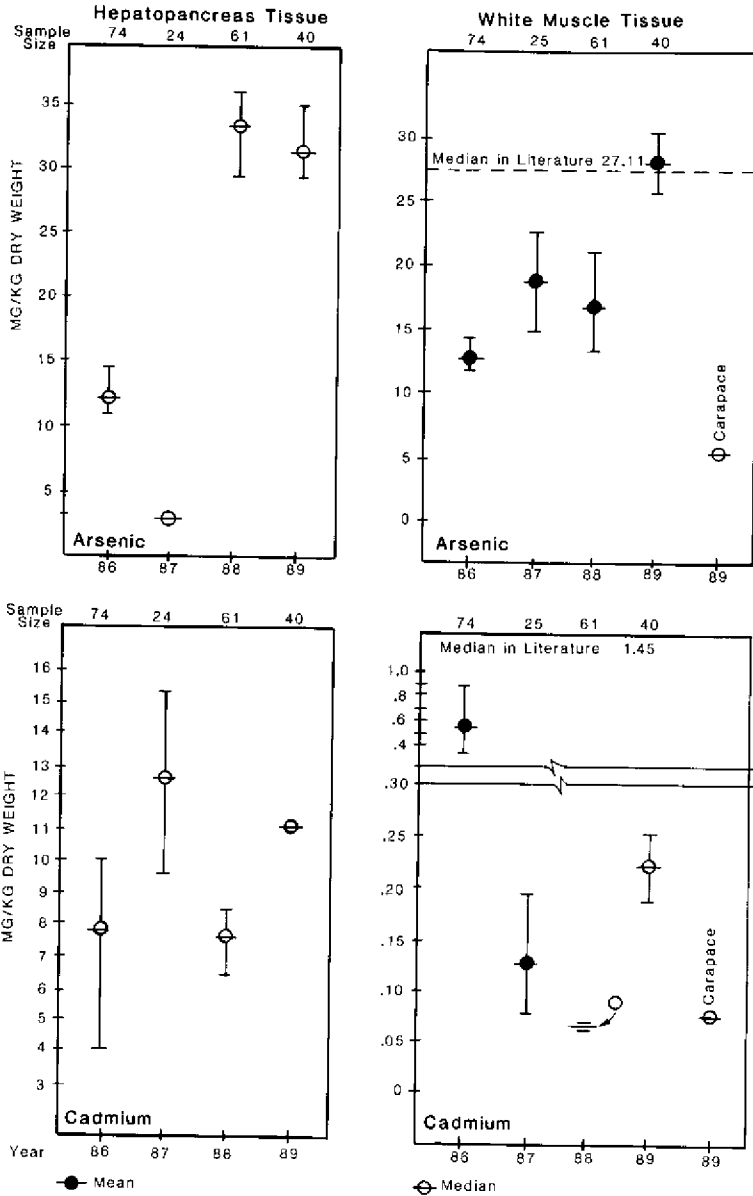 Hepatopancreas Tissue
Sample Size 74 24 61 40
MG/KG DRY WEIGHT
35
30
25
20
15
10
5
Arsenic
86 87 88 89
White Muscle Tissue
74 25 61 40
30
25
20
15
10
5
0
Median in Literature 27.11
Carapace
Arsenic
86 87 88 89 89
Sample Size 74 24 61 40
MG/KG DRY WEIGHT
16
15
14
13
12
11
10
9
8
7
6
5
4
3
Cadmium
Year 86 87 88 89
Mean
74 25 61 40
Median in Literature 1.45
1.0
.8
.6
.4
.30
.25
.20
.15
.10
.05
0
Carapace
Cadmium
86 87 88 89 89
Median